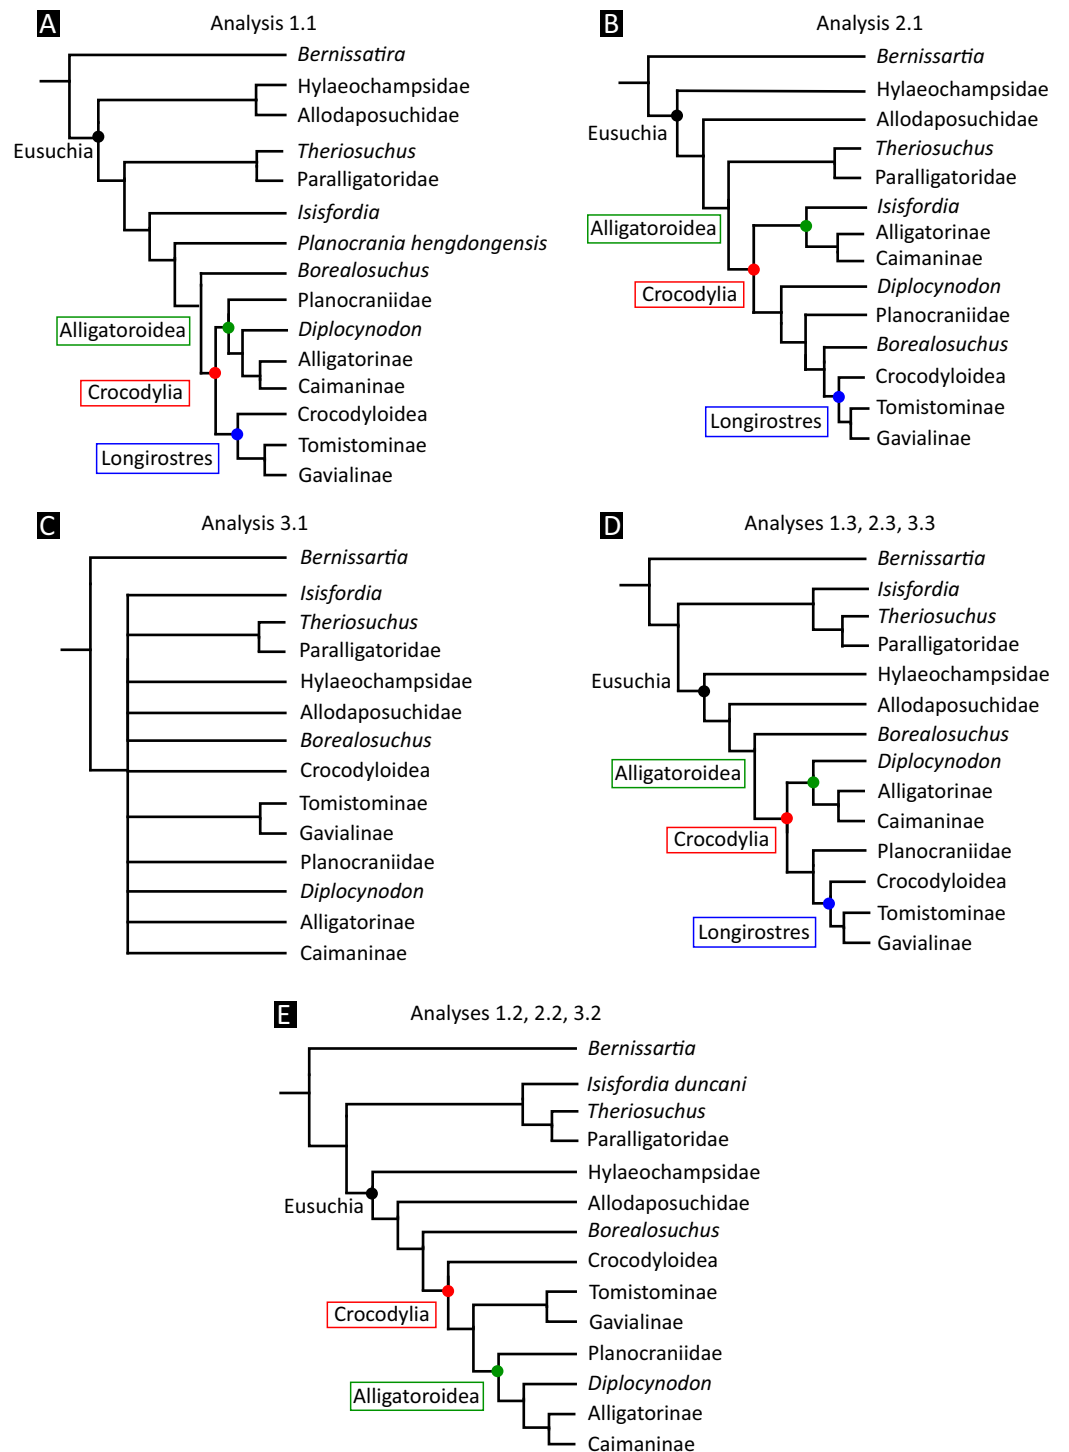 A Analysis 1.1
Bernissatira
Hylaeochampsidae
Allodaposuchidae
Eusuchia
Theriosuchus
Paralligatoridae
Isisfordia
Planocrania hengdongensis
Borealosuchus
Planocraniidae
Alligatoroidea
Diplocynodon
Alligatorinae
Caimaninae
Crocodylia
Crocodyloidea
Tomistominae
Longirostres
Gavialinae
B Analysis 2.1
Bernissartia
Hylaeochampsidae
Allodaposuchidae
Eusuchia
Theriosuchus
Paralligatoridae
Isisfordia
Alligatoroidea
Alligatorinae
Caimaninae
Diplocynodon
Crocodylia
Planocraniidae
Borealosuchus
Crocodyloidea
Tomistominae
Longirostres
Gavialinae
C Analysis 3.1
Bernissartia
Isisfordia
Theriosuchus
Paralligatoridae
Hylaeochampsidae
Allodaposuchidae
Borealosuchus
Crocodyloidea
Tomistominae
Gavialinae
Planocraniidae
Diplocynodon
Alligatorinae
Caimaninae
D Analyses 1.3, 2.3, 3.3
Bernissartia
Isisfordia
Theriosuchus
Paralligatoridae
Hylaeochampsidae
Eusuchia
Allodaposuchidae
Borealosuchus
Diplocynodon
Alligatoroidea
Alligatorinae
Caimaninae
Crocodylia
Planocraniidae
Crocodyloidea
Tomistominae
Longirostres
Gavialinae
E Analyses 1.2, 2.2, 3.2
Bernissartia
Isisfordia duncani
Theriosuchus
Paralligatoridae
Hylaeochampsidae
Allodaposuchidae
Eusuchia
Borealosuchus
Crocodyloidea
Tomistominae
Crocodylia
Gavialinae
Planocraniidae
Diplocynodon
Alligatoroidea
Alligatorinae
Caimaninae